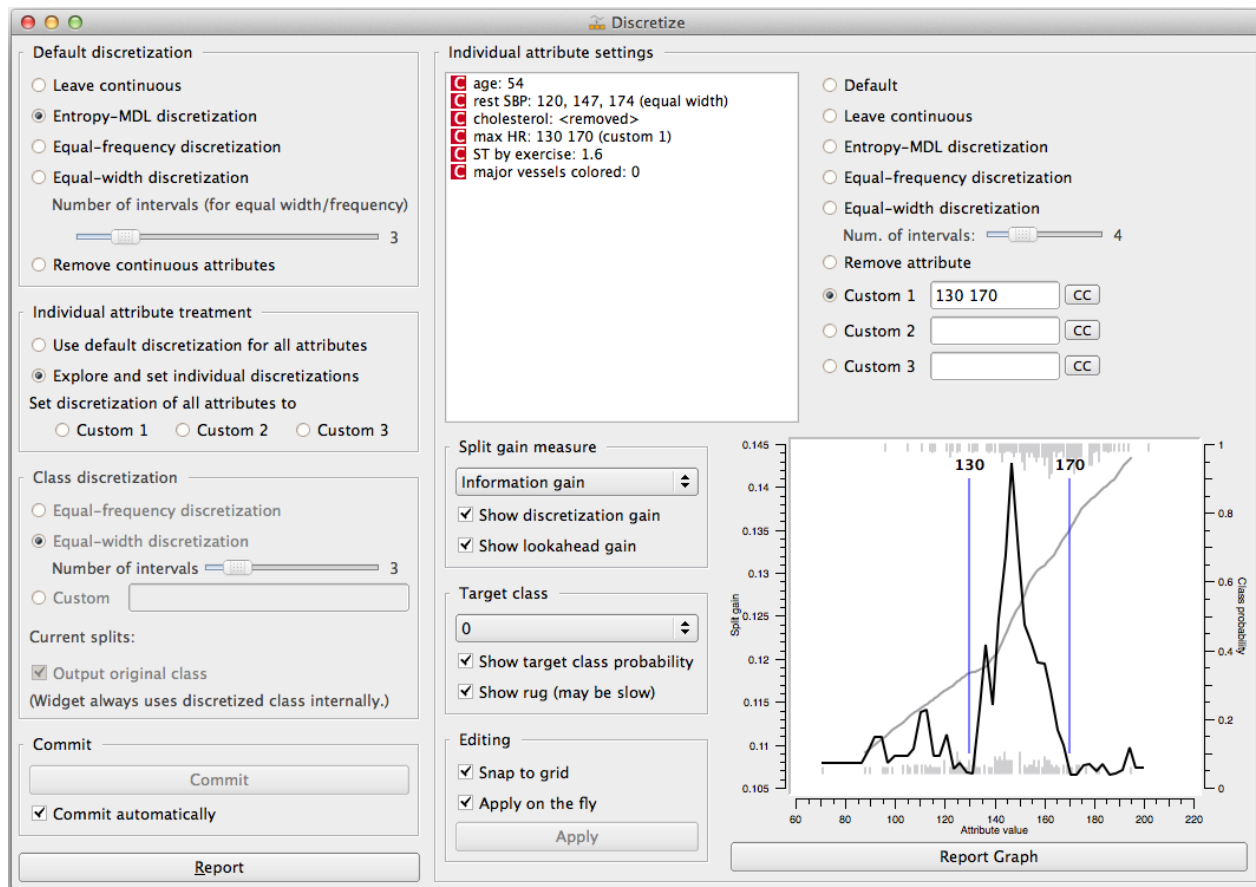 Discretize
Default discretization
Leave continuous
Entropy-MDL discretization
Equal-frequency discretization
Equal-width discretization
Number of intervals (for equal width/frequency)
3
Remove continuous attributes
Individual attribute treatment
Use default discretization for all attributes
Explore and set individual discretizations
Set discretization of all attributes to
Custom 1 Custom 2 Custom 3
Class discretization
Equal-frequency discretization
Equal-width discretization
Number of intervals 3
Custom
Current splits:
Output original class
(Widget always uses discretized class internally.)
Commit
Commit
Commit automatically
Report
Individual attribute settings
C age: 54
C rest SBP: 120, 147, 174 (equal width)
C cholesterol: <removed>
C max HR: 130 170 (custom 1)
C ST by exercise: 1.6
C major vessels colored: 0
Default
Leave continuous
Entropy-MDL discretization
Equal-frequency discretization
Equal-width discretization
Num. of intervals: 4
Remove attribute
Custom 1 130 170 CC
Custom 2 CC
Custom 3 CC
Split gain measure
Information gain
Show discretization gain
Show lookahead gain
Target class
0
Show target class probability
Show rug (may be slow)
Editing
Snap to grid
Apply on the fly
Apply
130 170
0.145
0.14
0.135
0.13
0.125
0.12
0.115
0.11
0.105
Split gain
1
0.8
0.6
0.4
0.2
0
Class probability
60 80 100 120 140 160 180 200 220
Attribute value
Report Graph